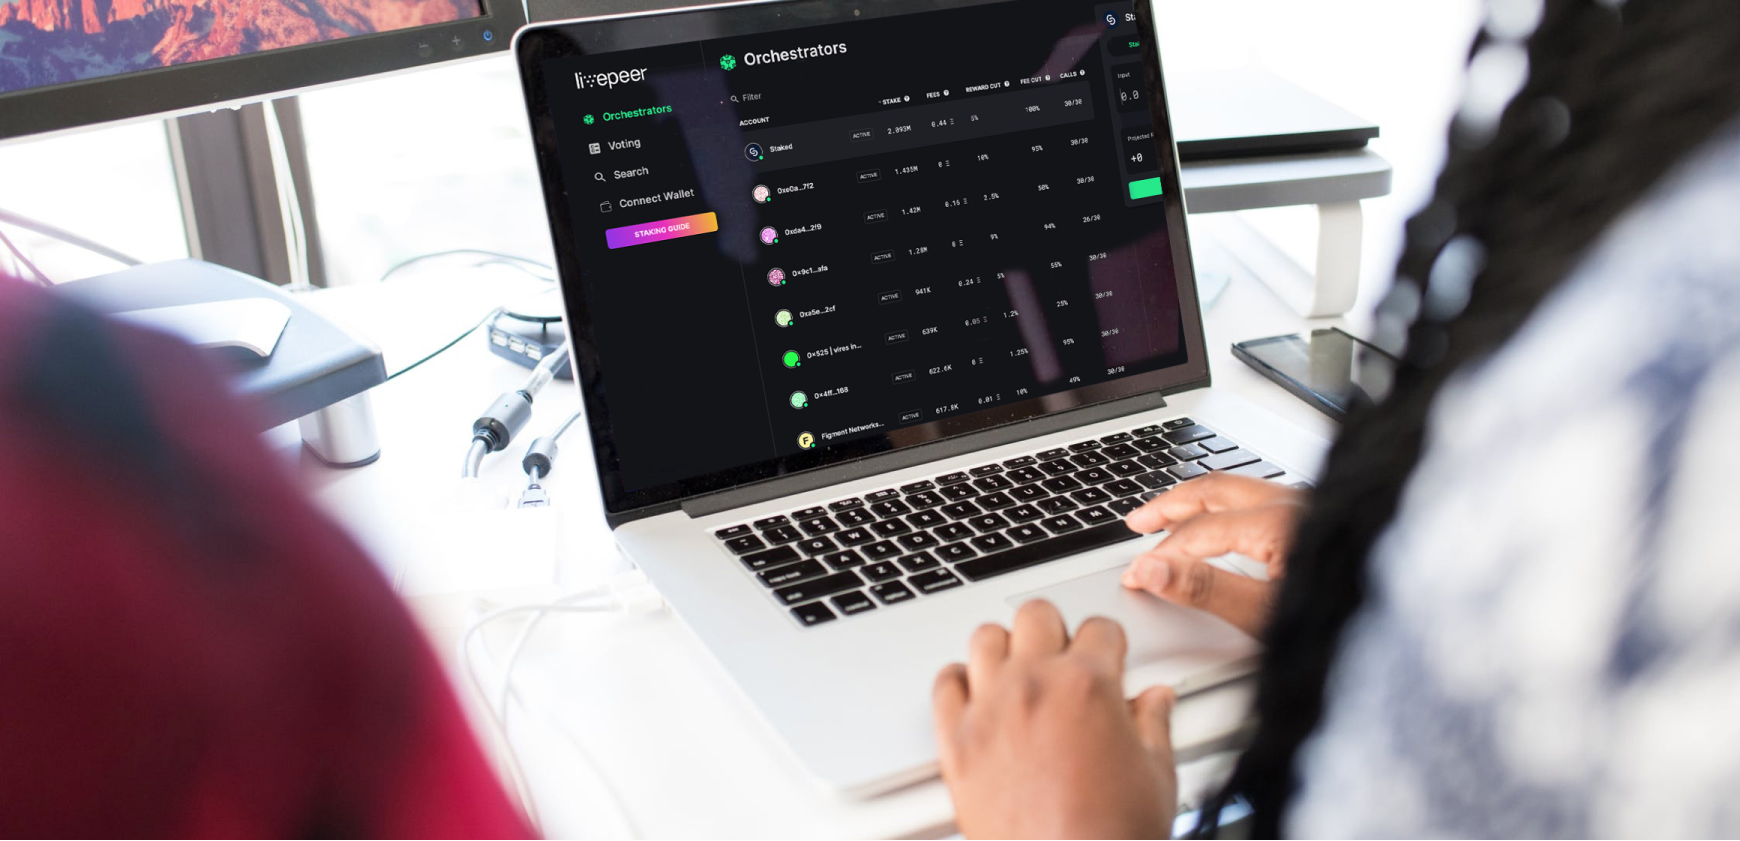 livepeer
Orchestrators
Voting
Search
Connect Wallet
STAKING GUIDE
Orchestrators
Filter
ACCOUNT STAKE FEES REWARD CUT FEE CUT CALLS
Staked ACTIVE 2.093M 0.44 Ξ 5% 100% 30/30
0xe0a...7f2 ACTIVE 1.435M 0 Ξ 10% 95% 30/30
0xda4...2f9 ACTIVE 1.42M 0.16 Ξ 2.5% 50% 30/30
0x9c1...afa ACTIVE 1.28M 0 Ξ 9% 94% 26/30
0xa5e...2cf ACTIVE 941K 0.24 Ξ 5% 55% 30/30
0x525 | vires in... ACTIVE 639K 0.05 Ξ 1.2% 25% 30/30
0x4ff...168 ACTIVE 622.6K 0 Ξ 1.25% 95% 30/30
Figment Networks... ACTIVE 617.8K 0.01 Ξ 10% 49% 30/30
Input
0.0
Projected
+0